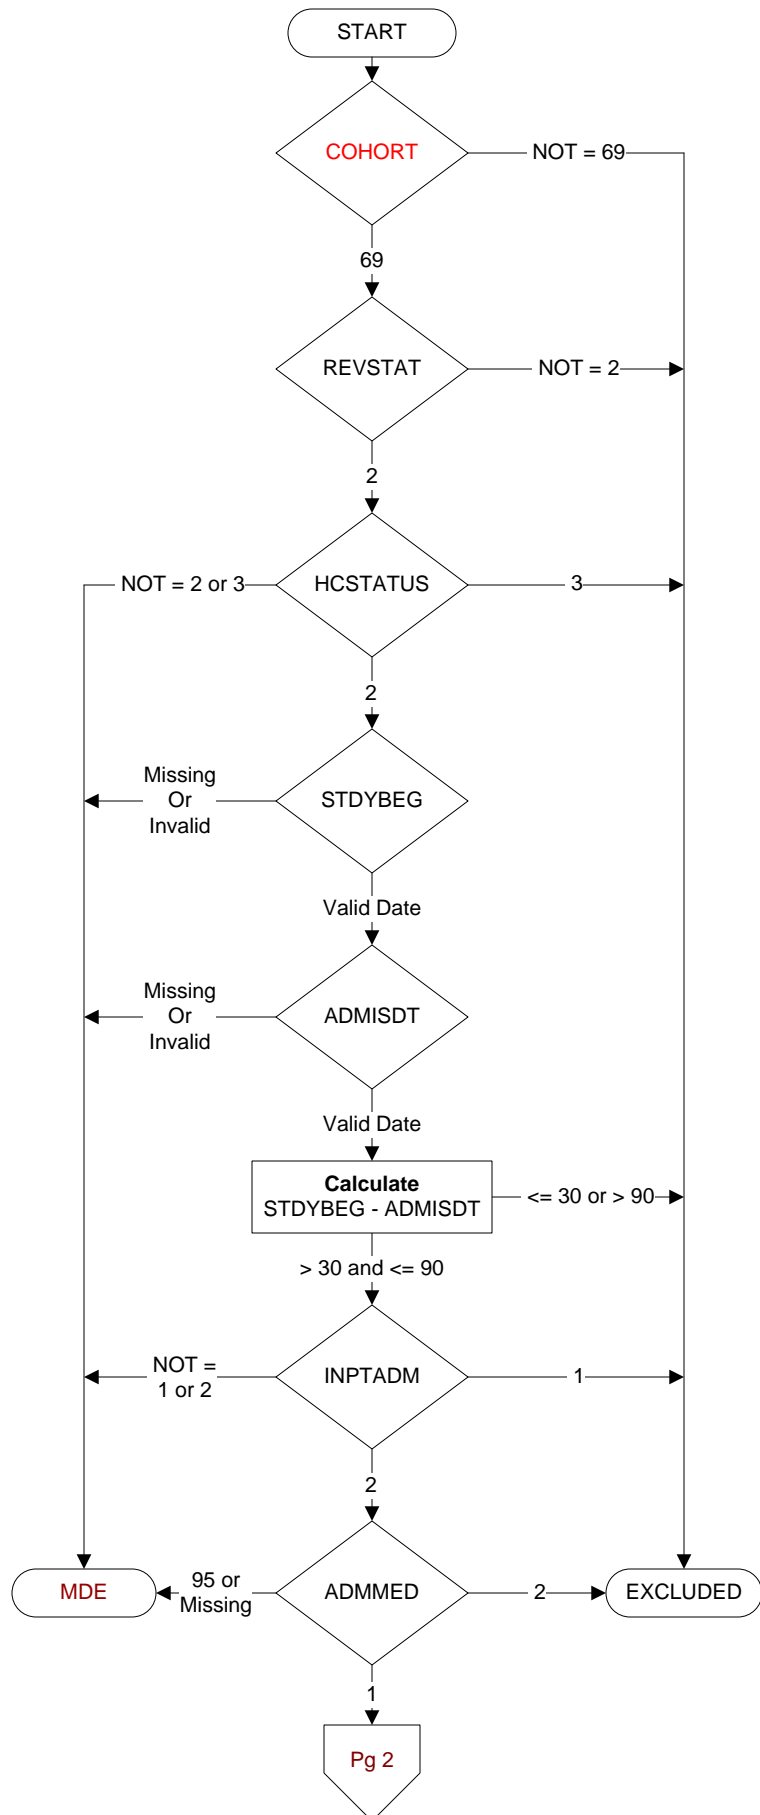 START
COHORT
NOT = 69
69
REVSTAT
NOT = 2
2
NOT = 2 or 3
HCSTATUS
3
2
Missing
Or
Invalid
STDYBEG
Valid Date
Missing
Or
Invalid
ADMISDT
Valid Date
Calculate
STDYBEG - ADMISDT
<= 30 or > 90
> 30 and <= 90
NOT =
1 or 2
INPTADM
1
2
MDE
95 or
Missing
ADMMED
2
EXCLUDED
1
Pg 2